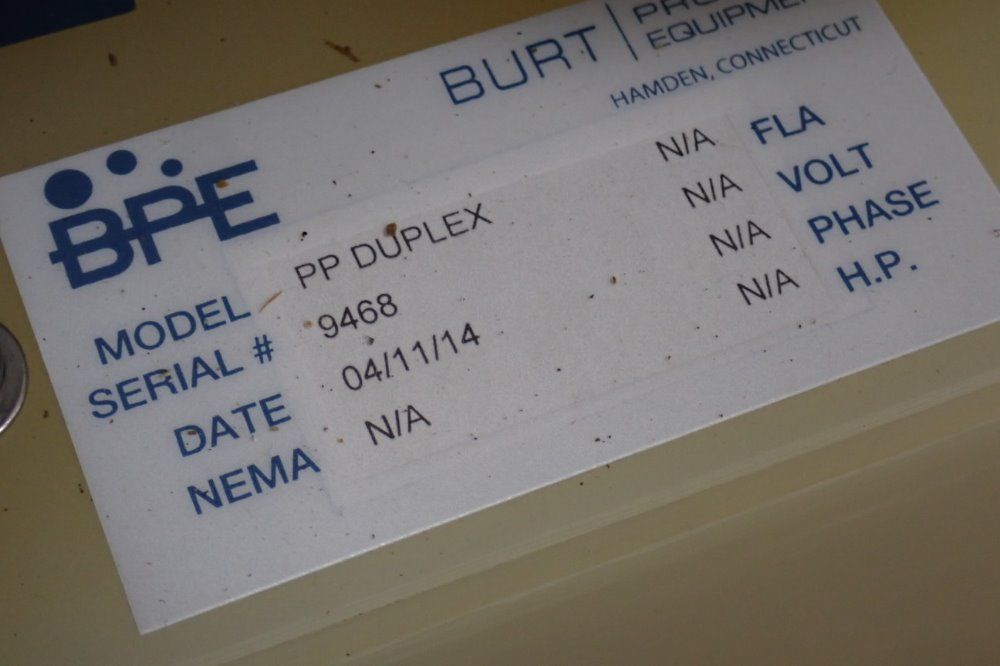 BURT
HAMDEN, CONNECTICUT
BPE
MODEL PP DUPLEX N/A FLA
SERIAL # 9468 N/A VOLT
DATE 04/11/14 N/A PHASE
NEMA N/A N/A H.P.